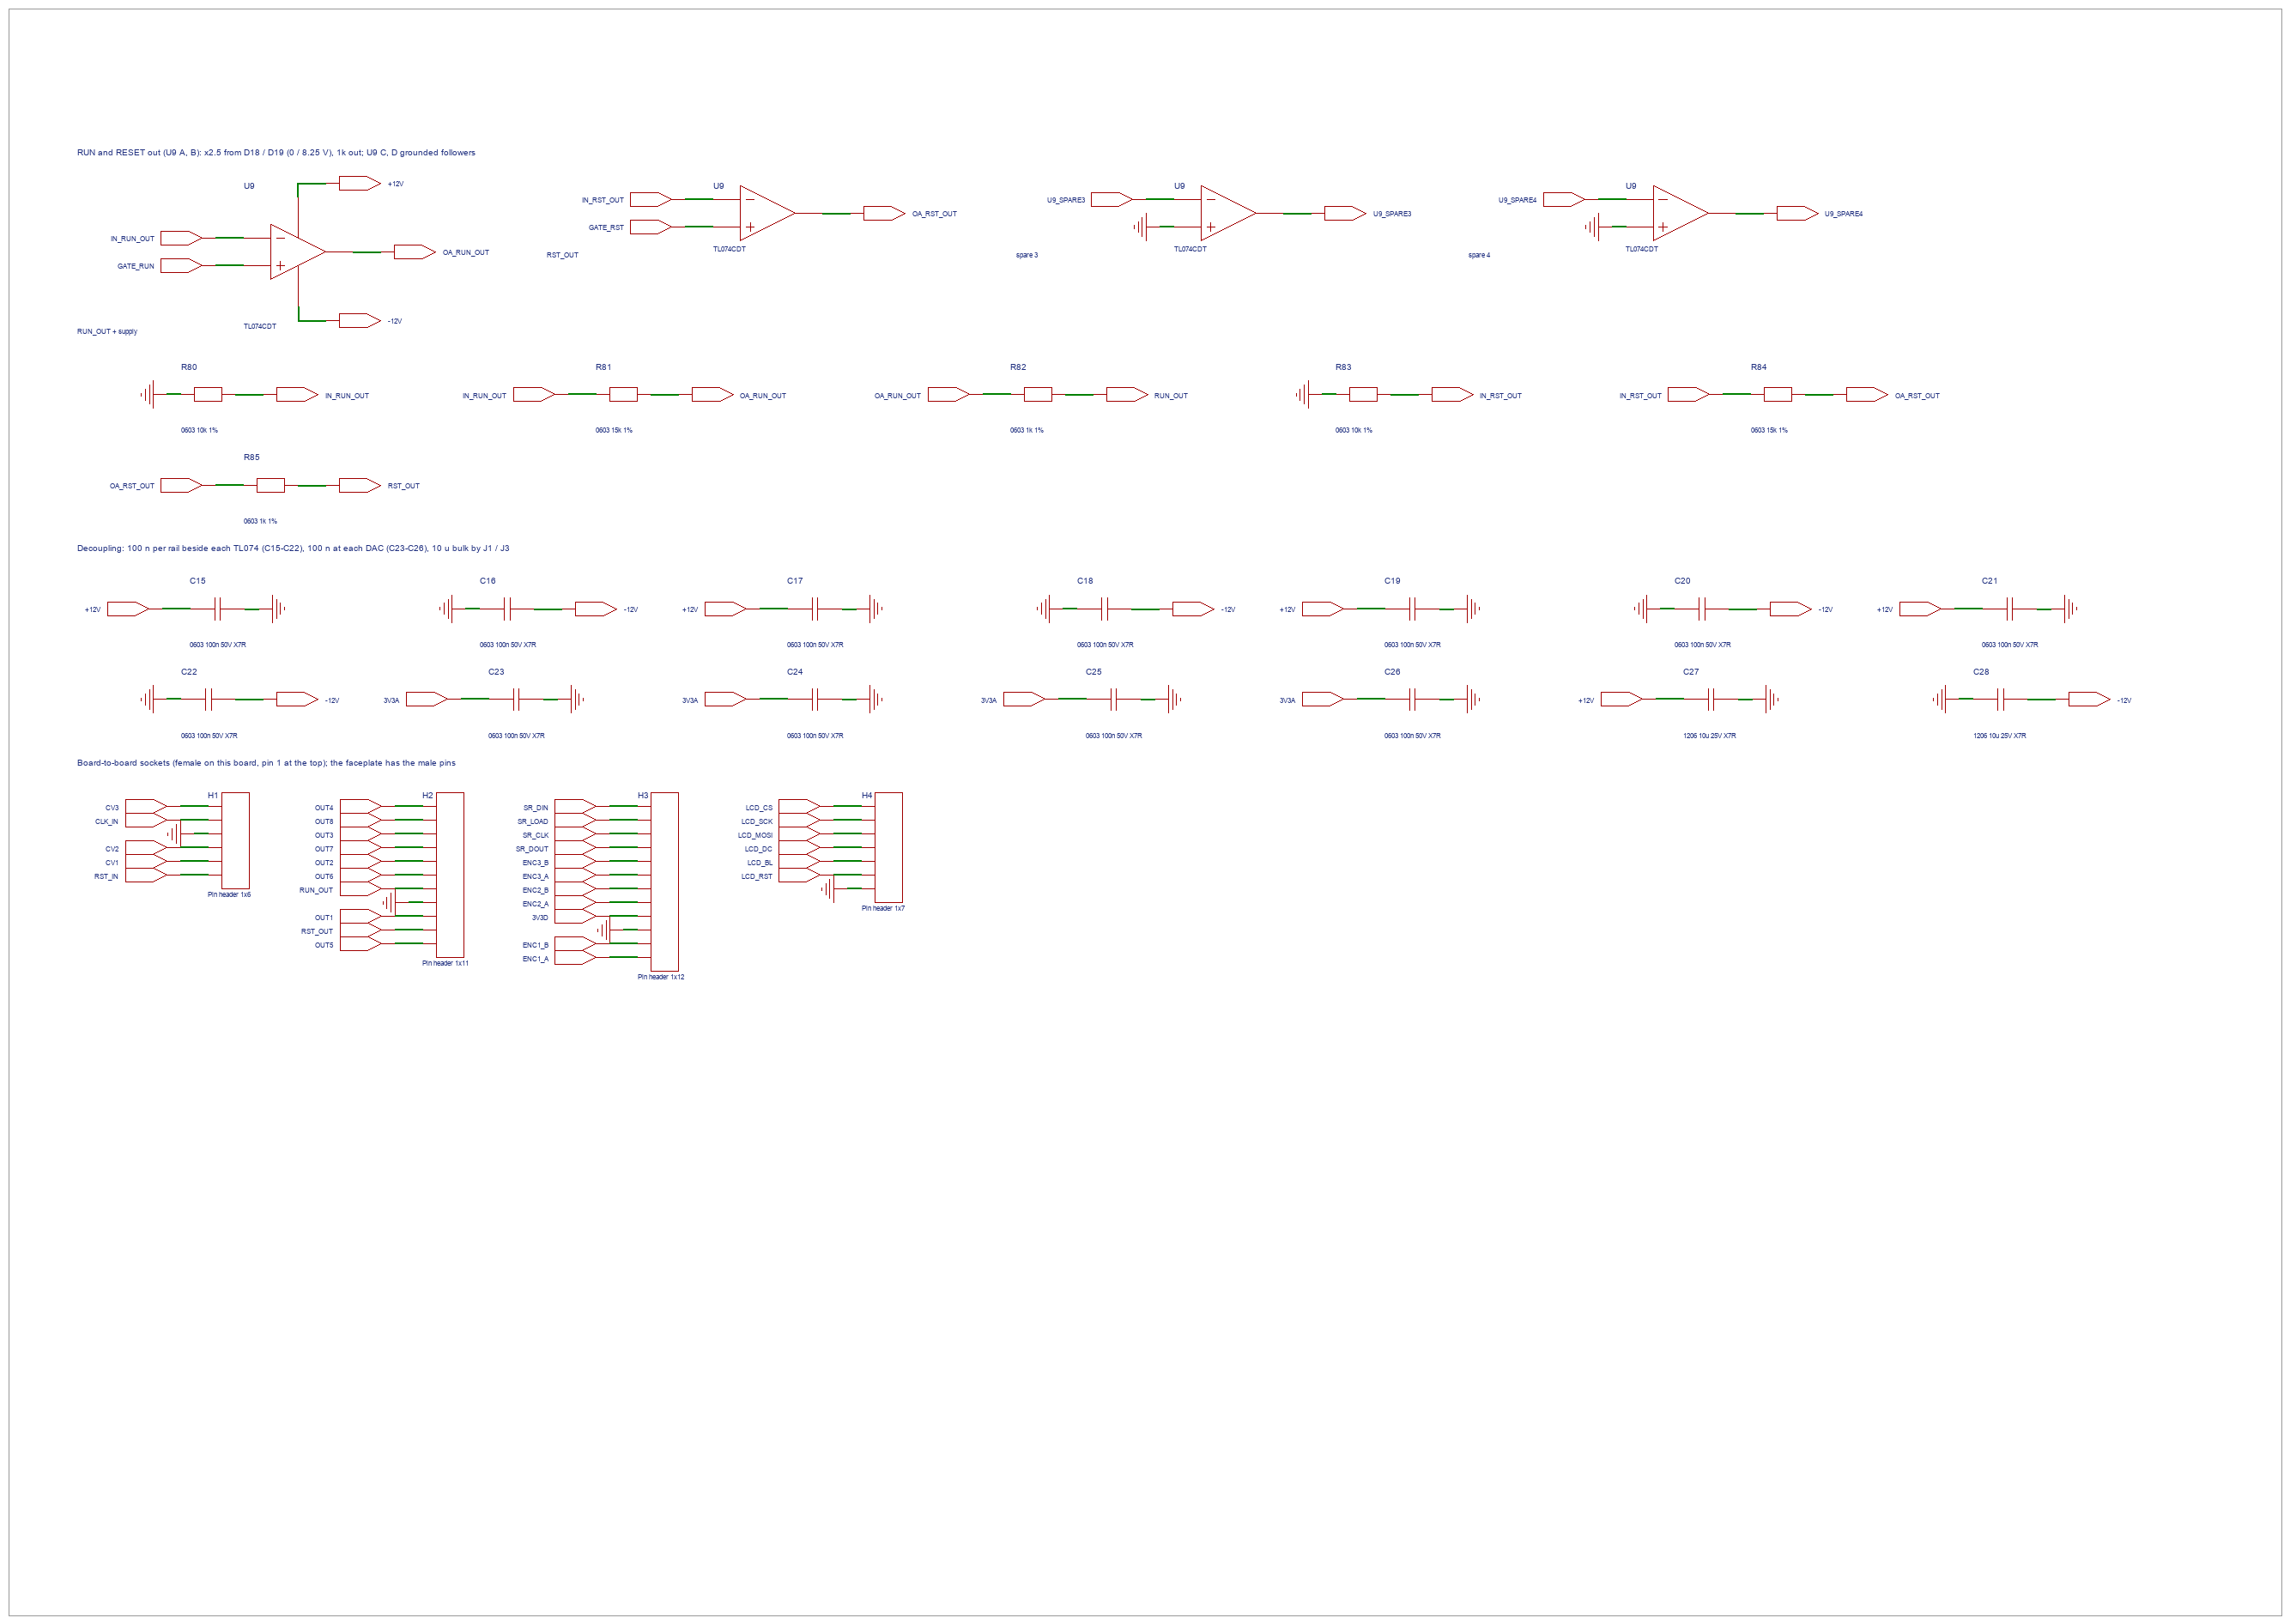 RUN and RESET out (U9 A, B): x2.5 from D18 / D19 (0 / 8.25 V), 1k out; U9 C, D grounded followers
U9
+12V
IN_RUN_OUT
GATE_RUN
OA_RUN_OUT
-12V
TL074CDT
RUN_OUT + supply
U9
IN_RST_OUT
GATE_RST
OA_RST_OUT
TL074CDT
RST_OUT
U9
U9_SPARE3
U9_SPARE3
TL074CDT
spare 3
U9
U9_SPARE4
U9_SPARE4
TL074CDT
spare 4
R80
IN_RUN_OUT
0603 10k 1%
R81
IN_RUN_OUT
OA_RUN_OUT
0603 15k 1%
R82
OA_RUN_OUT
RUN_OUT
0603 1k 1%
R83
IN_RST_OUT
0603 10k 1%
R84
IN_RST_OUT
OA_RST_OUT
0603 15k 1%
R85
OA_RST_OUT
RST_OUT
0603 1k 1%
Decoupling: 100 n per rail beside each TL074 (C15-C22), 100 n at each DAC (C23-C26), 10 u bulk by J1 / J3
C15
+12V
0603 100n 50V X7R
C16
-12V
0603 100n 50V X7R
C17
+12V
0603 100n 50V X7R
C18
-12V
0603 100n 50V X7R
C19
+12V
0603 100n 50V X7R
C20
-12V
0603 100n 50V X7R
C21
+12V
0603 100n 50V X7R
C22
-12V
0603 100n 50V X7R
C23
3V3A
0603 100n 50V X7R
C24
3V3A
0603 100n 50V X7R
C25
3V3A
0603 100n 50V X7R
C26
3V3A
0603 100n 50V X7R
C27
+12V
1206 10u 25V X7R
C28
-12V
1206 10u 25V X7R
Board-to-board sockets (female on this board, pin 1 at the top); the faceplate has the male pins
H1
CV3
CLK_IN
CV2
CV1
RST_IN
Pin header 1x6
H2
OUT4
OUT8
OUT3
OUT7
OUT2
OUT6
RUN_OUT
OUT1
RST_OUT
OUT5
Pin header 1x11
H3
SR_DIN
SR_LOAD
SR_CLK
SR_DOUT
ENC3_B
ENC3_A
ENC2_B
ENC2_A
3V3D
ENC1_B
ENC1_A
Pin header 1x12
H4
LCD_CS
LCD_SCK
LCD_MOSI
LCD_DC
LCD_BL
LCD_RST
Pin header 1x7